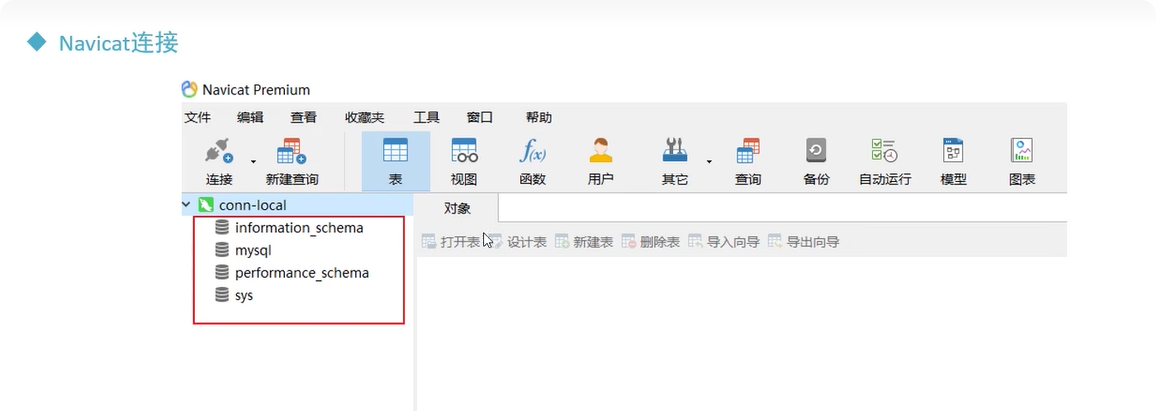 Navicat连接
Navicat Premium
文件 编辑 查看 收藏夹 工具 窗口 帮助
连接 新建查询 表 视图 函数 用户 其它 查询 备份 自动运行 模型 图表
conn-local
对象
information_schema
打开表 设计表 新建表 删除表 导入向导 导出向导
mysql
performance_schema
sys